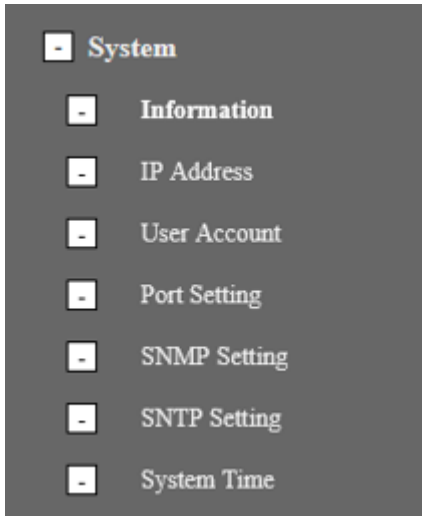 - System
- Information
- IP Address
- User Account
- Port Setting
- SNMP Setting
- SNTP Setting
- System Time